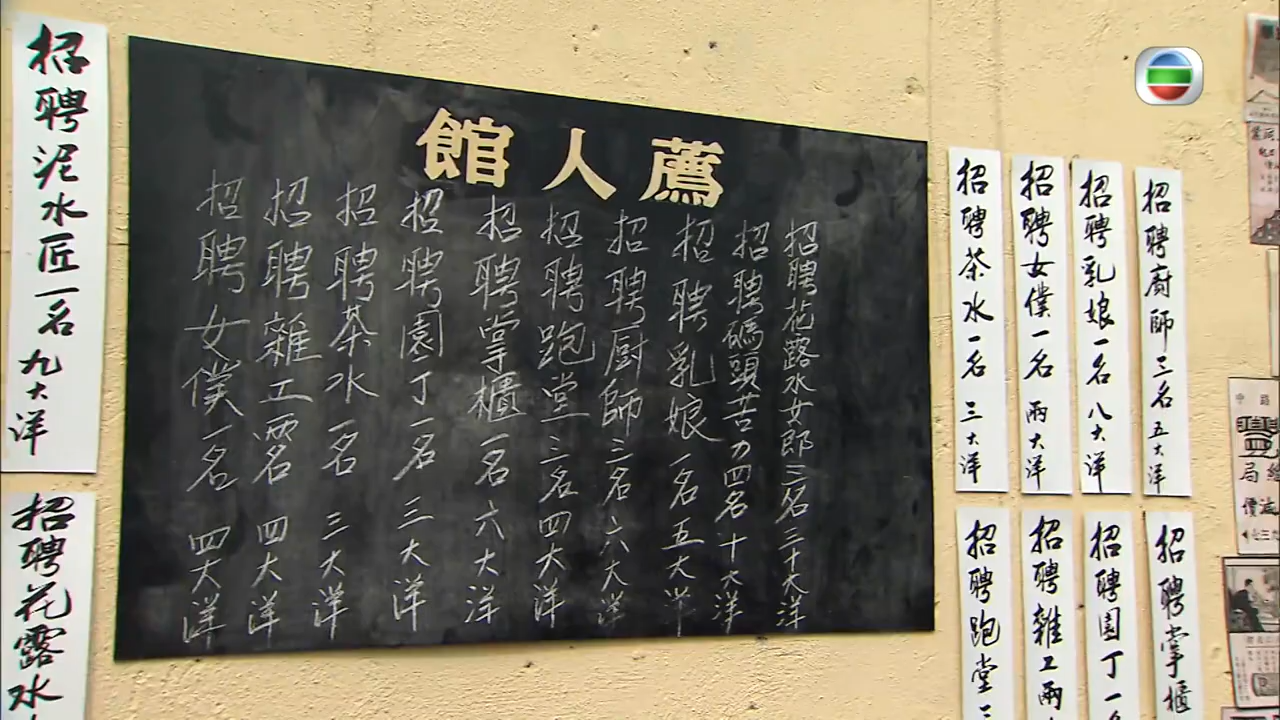 薦人館
招聘花露水女郎三名三十大洋
招聘碼頭苦力四名十大洋
招聘乳娘一名五大洋
招聘厨師三名六大洋
招聘跑堂三名四大洋
招聘掌櫃一名六大洋
招聘園丁一名三大洋
招聘茶水一名三大洋
招聘雜工兩名四大洋
招聘女僕一名四大洋
招聘廚師三名五大洋
招聘乳娘一名八大洋
招聘女僕一名兩大洋
招聘茶水一名三大洋
招聘掌櫃
招聘園丁一名
招聘雜工兩
招聘跑堂
招聘泥水匠一名九大洋
招聘花露水